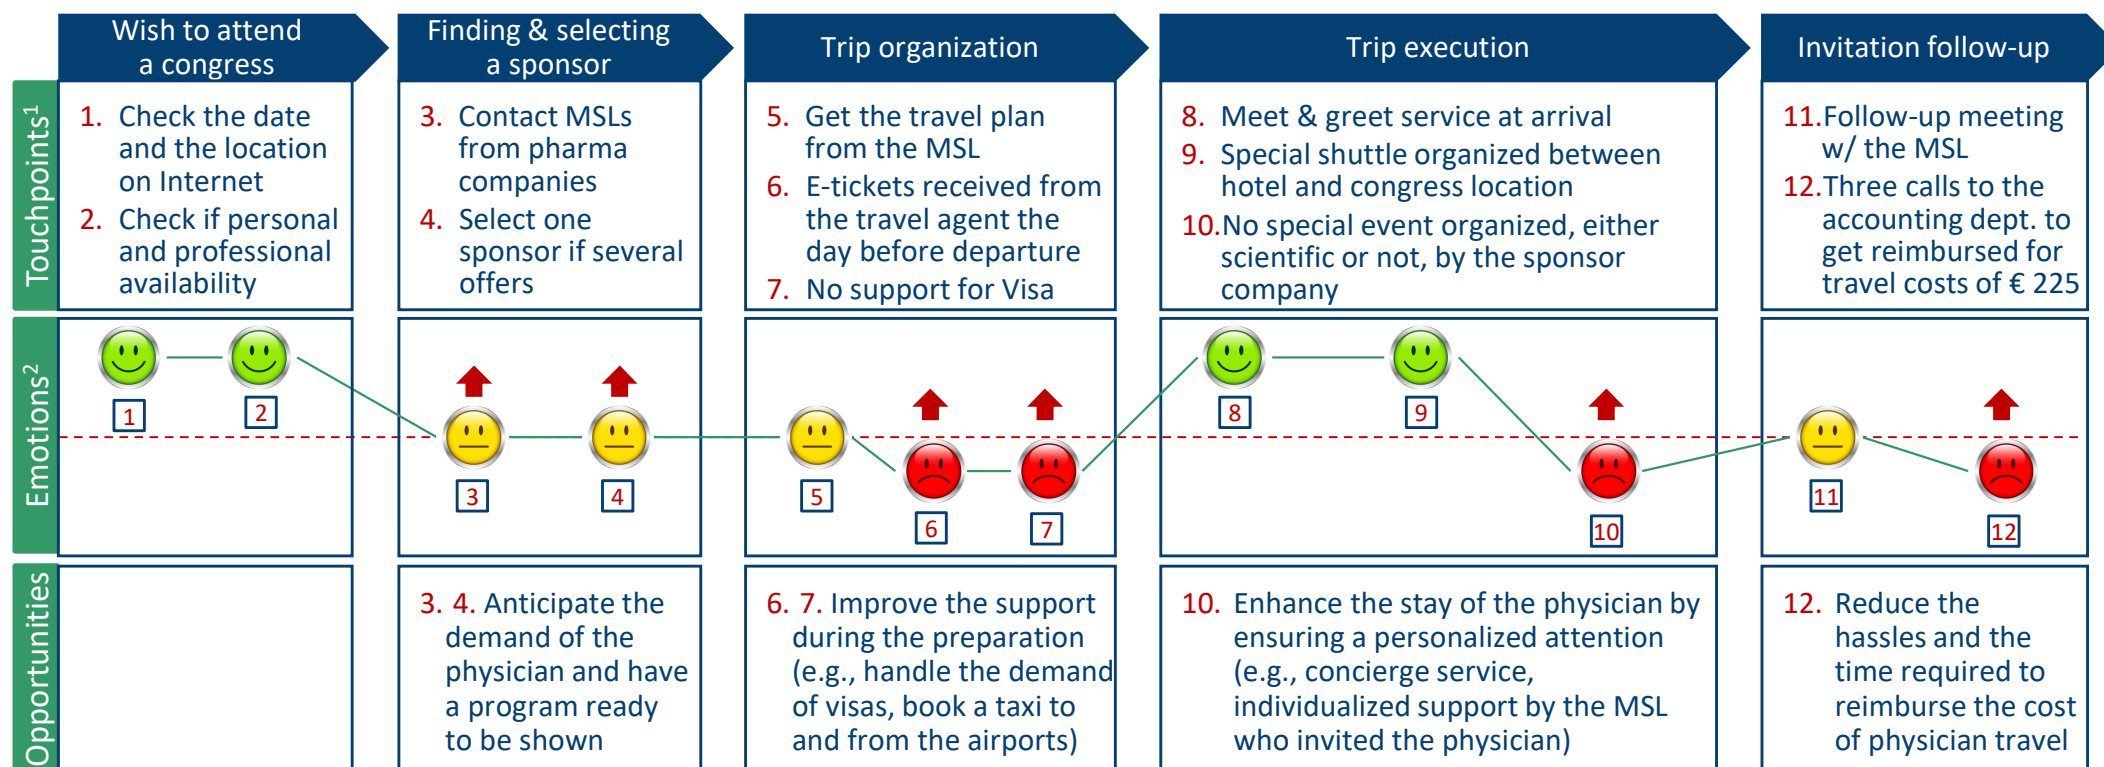 Wish to attend
a congress
Finding & selecting
a sponsor
Trip organization
Trip execution
Invitation follow-up
Touchpoints1
1. Check the date
and the location
on Internet
2. Check if personal
and professional
availability
3. Contact MSLs
from pharma
companies
4. Select one
sponsor if several
offers
5. Get the travel plan
from the MSL
6. E-tickets received from
the travel agent the
day before departure
7. No support for Visa
8. Meet & greet service at arrival
9. Special shuttle organized between
hotel and congress location
10.No special event organized, either
scientific or not, by the sponsor
company
11.Follow-up meeting
w/ the MSL
12.Three calls to the
accounting dept. to
get reimbursed for
travel costs of € 225
Emotions2
1
2
3
4
5
6
7
8
9
10
11
12
Opportunities
3. 4. Anticipate the
demand of the
physician and have
a program ready
to be shown
6. 7. Improve the support
during the preparation
(e.g., handle the demand
of visas, book a taxi to
and from the airports)
10. Enhance the stay of the physician by
ensuring a personalized attention
(e.g., concierge service,
individualized support by the MSL
who invited the physician)
12. Reduce the
hassles and the
time required to
reimburse the cost
of physician travel